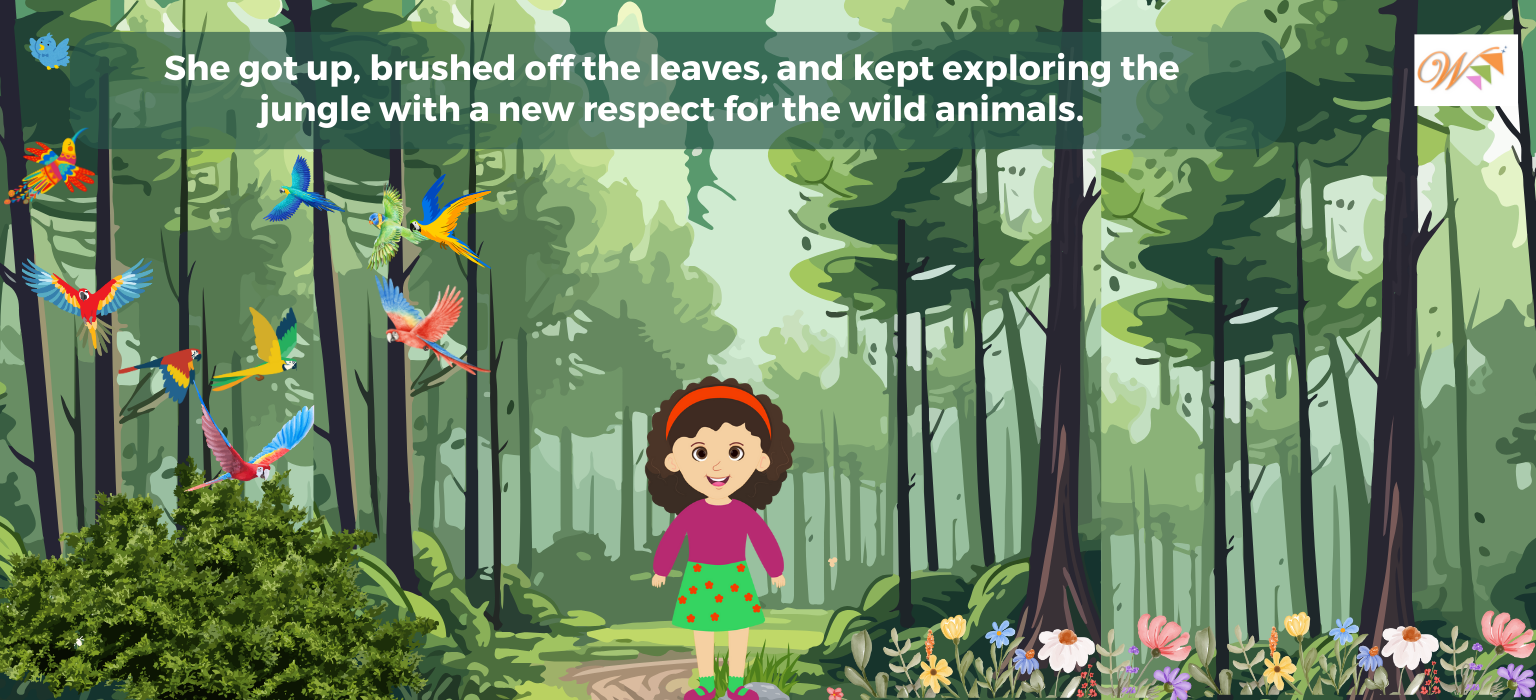 She got up, brushed off the leaves, and kept exploring the
jungle with a new respect for the wild animals.
W